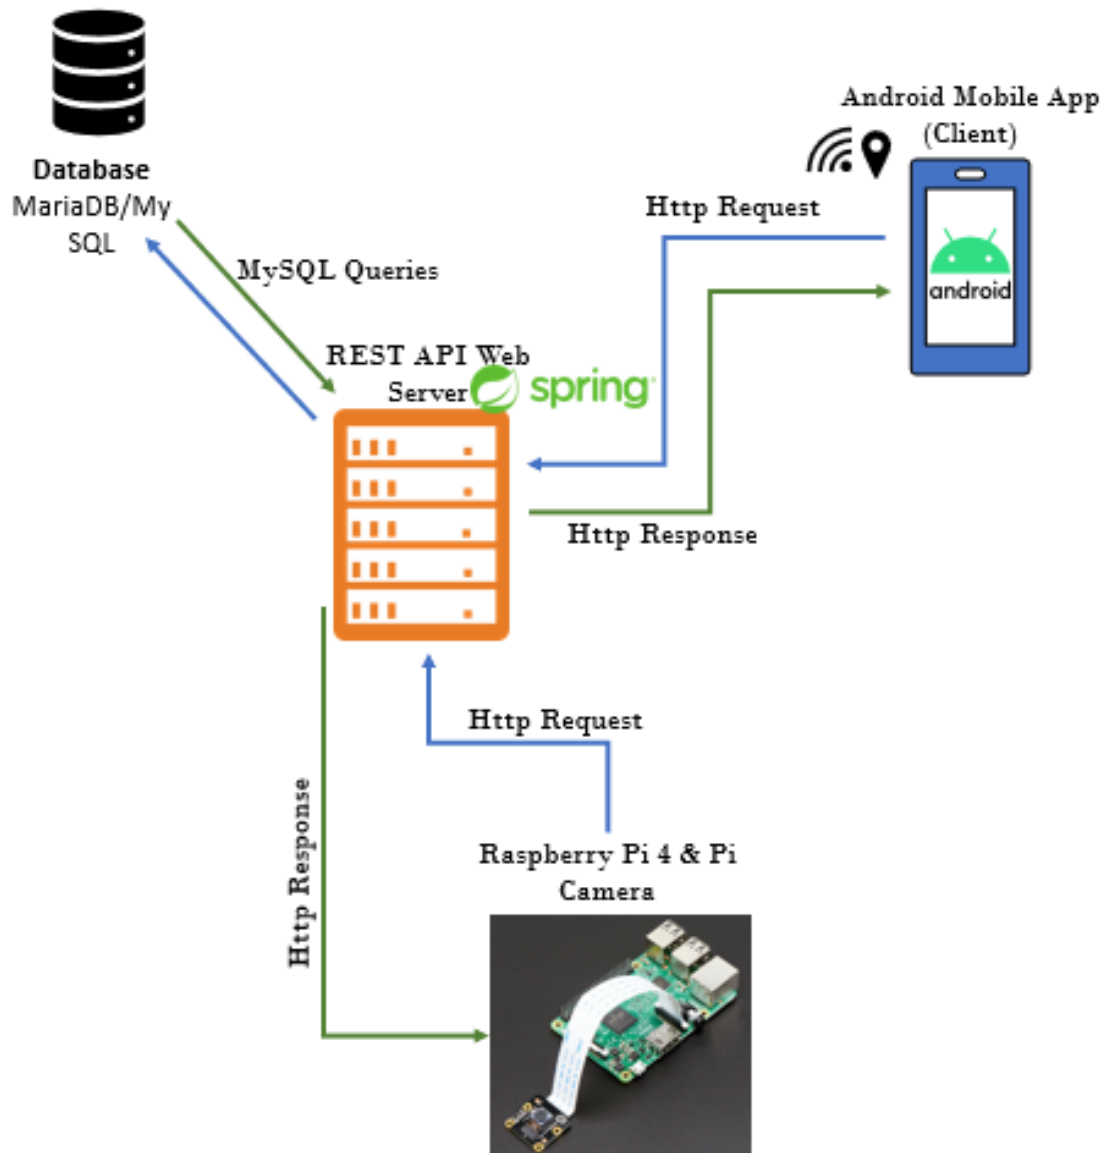 Database
MariaDB/My
SQL
MySQL Queries
Android Mobile App
(Client)
Http Request
android
REST API Web
Server
spring
Http Response
Http Request
Http Response
Raspberry Pi 4 & Pi
Camera